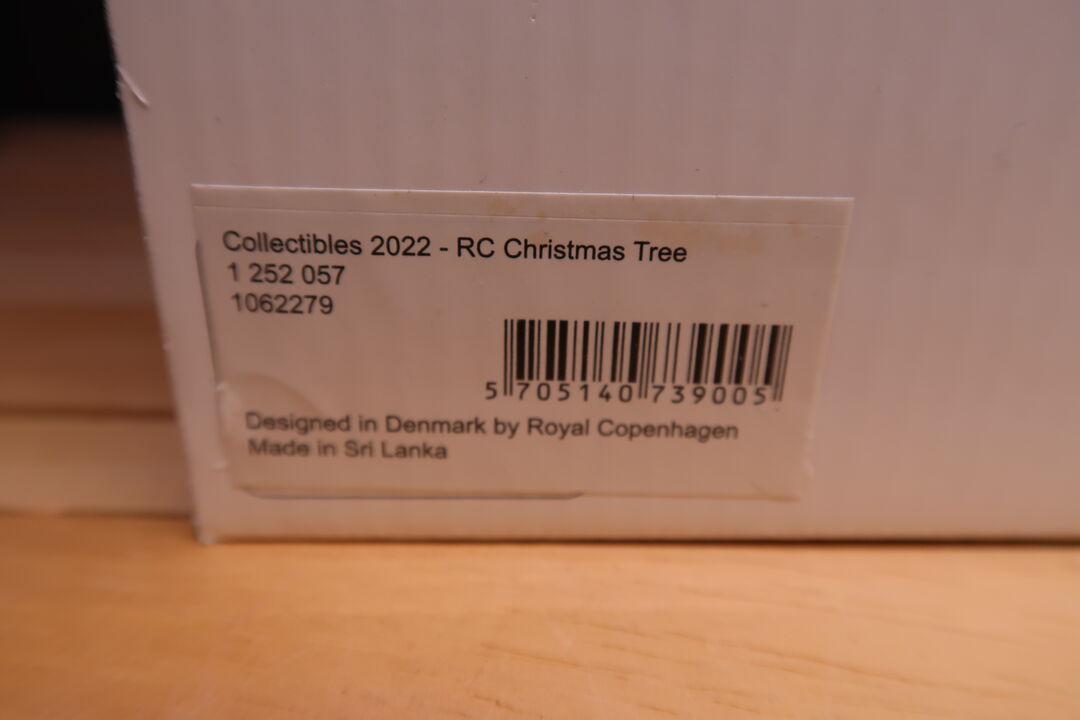 Collectibles 2022 - RC Christmas Tree
1 252 057
1062279
5 705140 739005
Designed in Denmark by Royal Copenhagen
Made in Sri Lanka